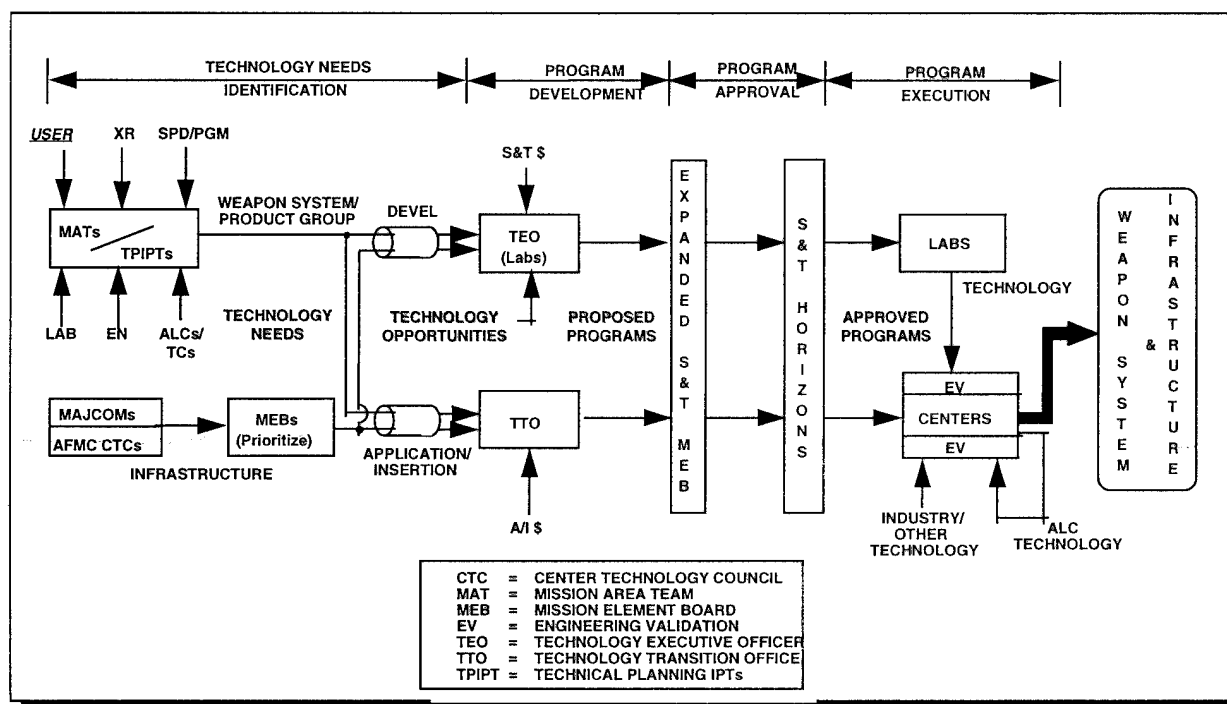 TECHNOLOGY NEEDS
IDENTIFICATION
PROGRAM
DEVELOPMENT
PROGRAM
APPROVAL
PROGRAM
EXECUTION
USER
XR
SPD/PGM
S&T $
MATs
TPIPTs
WEAPON SYSTEM/
PRODUCT GROUP
DEVEL
TEO
(Labs)
LAB
EN
ALCs/
TCs
TECHNOLOGY
NEEDS
TECHNOLOGY
OPPORTUNITIES
PROPOSED
PROGRAMS
EXPANDED S&T MEB
S&T HORIZONS
LABS
TECHNOLOGY
APPROVED
PROGRAMS
WEAPON SYSTEM
&
INFRASTRUCTURE
MAJCOMs
AFMC CTCs
INFRASTRUCTURE
MEBs
(Prioritize)
APPLICATION/
INSERTION
TTO
A/I $
EV
CENTERS
EV
INDUSTRY/
OTHER
TECHNOLOGY
ALC
TECHNOLOGY
CTC = CENTER TECHNOLOGY COUNCIL
MAT = MISSION AREA TEAM
MEB = MISSION ELEMENT BOARD
EV = ENGINEERING VALIDATION
TEO = TECHNOLOGY EXECUTIVE OFFICER
TTO = TECHNOLOGY TRANSITION OFFICE
TPIPT = TECHNICAL PLANNING IPTs